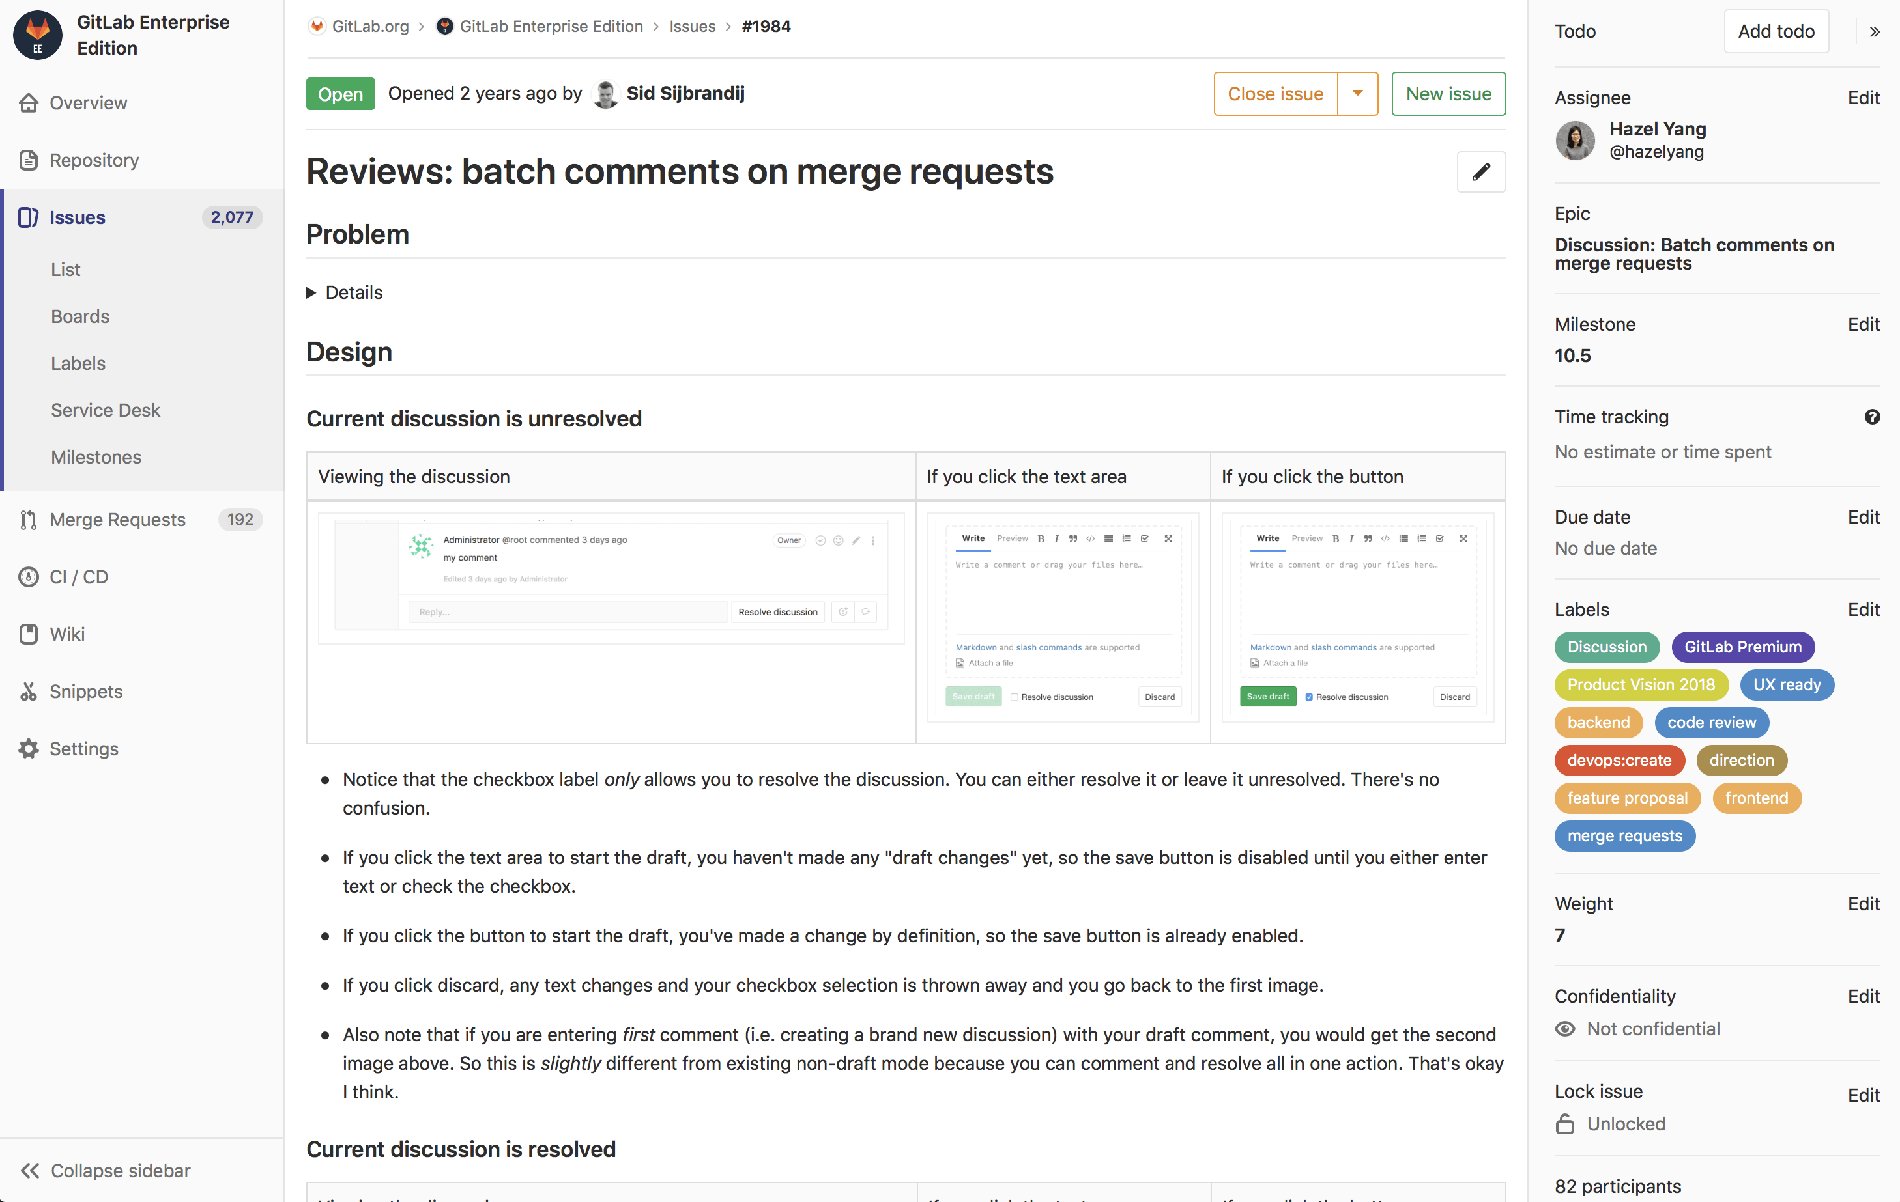 EE
GitLab Enterprise
Edition
Overview
Repository
Issues 2,077
List
Boards
Labels
Service Desk
Milestones
Merge Requests 192
CI / CD
Wiki
Snippets
Settings
Collapse sidebar
GitLab.org › GitLab Enterprise Edition › Issues › #1984
Open Opened 2 years ago by Sid Sijbrandij
Close issue
New issue
Reviews: batch comments on merge requests
Problem
Details
Design
Current discussion is unresolved
Viewing the discussion If you click the text area If you click the button
Administrator @root commented 3 days ago Owner
my comment
Edited 3 days ago by Administrator
Reply... Resolve discussion
Write Preview B I
Write a comment or drag your files here…
Markdown and slash commands are supported
Attach a file
Save draft Resolve discussion Discard
Write Preview B I
Write a comment or drag your files here…
Markdown and slash commands are supported
Attach a file
Save draft Resolve discussion Discard
Notice that the checkbox label only allows you to resolve the discussion. You can either resolve it or leave it unresolved. There's no
confusion.
If you click the text area to start the draft, you haven't made any "draft changes" yet, so the save button is disabled until you either enter
text or check the checkbox.
If you click the button to start the draft, you've made a change by definition, so the save button is already enabled.
If you click discard, any text changes and your checkbox selection is thrown away and you go back to the first image.
Also note that if you are entering first comment (i.e. creating a brand new discussion) with your draft comment, you would get the second
image above. So this is slightly different from existing non-draft mode because you can comment and resolve all in one action. That's okay
I think.
Current discussion is resolved
Todo Add todo »
Assignee Edit
Hazel Yang
@hazelyang
Epic
Discussion: Batch comments on
merge requests
Milestone Edit
10.5
Time tracking ?
No estimate or time spent
Due date Edit
No due date
Labels Edit
Discussion GitLab Premium
Product Vision 2018 UX ready
backend code review
devops:create direction
feature proposal frontend
merge requests
Weight Edit
7
Confidentiality Edit
Not confidential
Lock issue Edit
Unlocked
82 participants